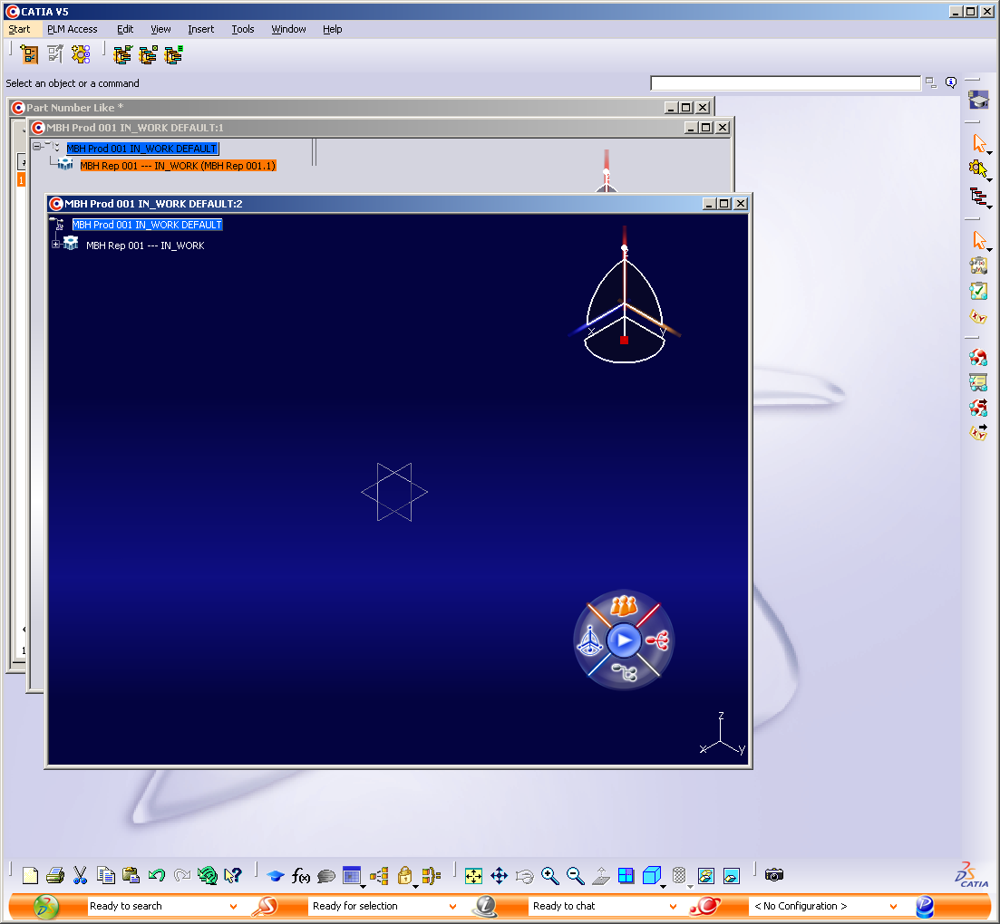 CATIA V5
Start PLM Access Edit View Insert Tools Window Help
Select an object or a command
Part Number Like *
MBH Prod 001 IN_WORK DEFAULT:1
MBH Prod 001 IN_WORK DEFAULT
MBH Rep 001 --- IN_WORK (MBH Rep 001.1)
1
MBH Prod 001 IN_WORK DEFAULT:2
MBH Prod 001 IN_WORK DEFAULT
MBH Rep 001 --- IN_WORK
X
Y
1
Z
X
Y
f(x)
CATIA
Ready to search
Ready for selection
Ready to chat
< No Configuration >